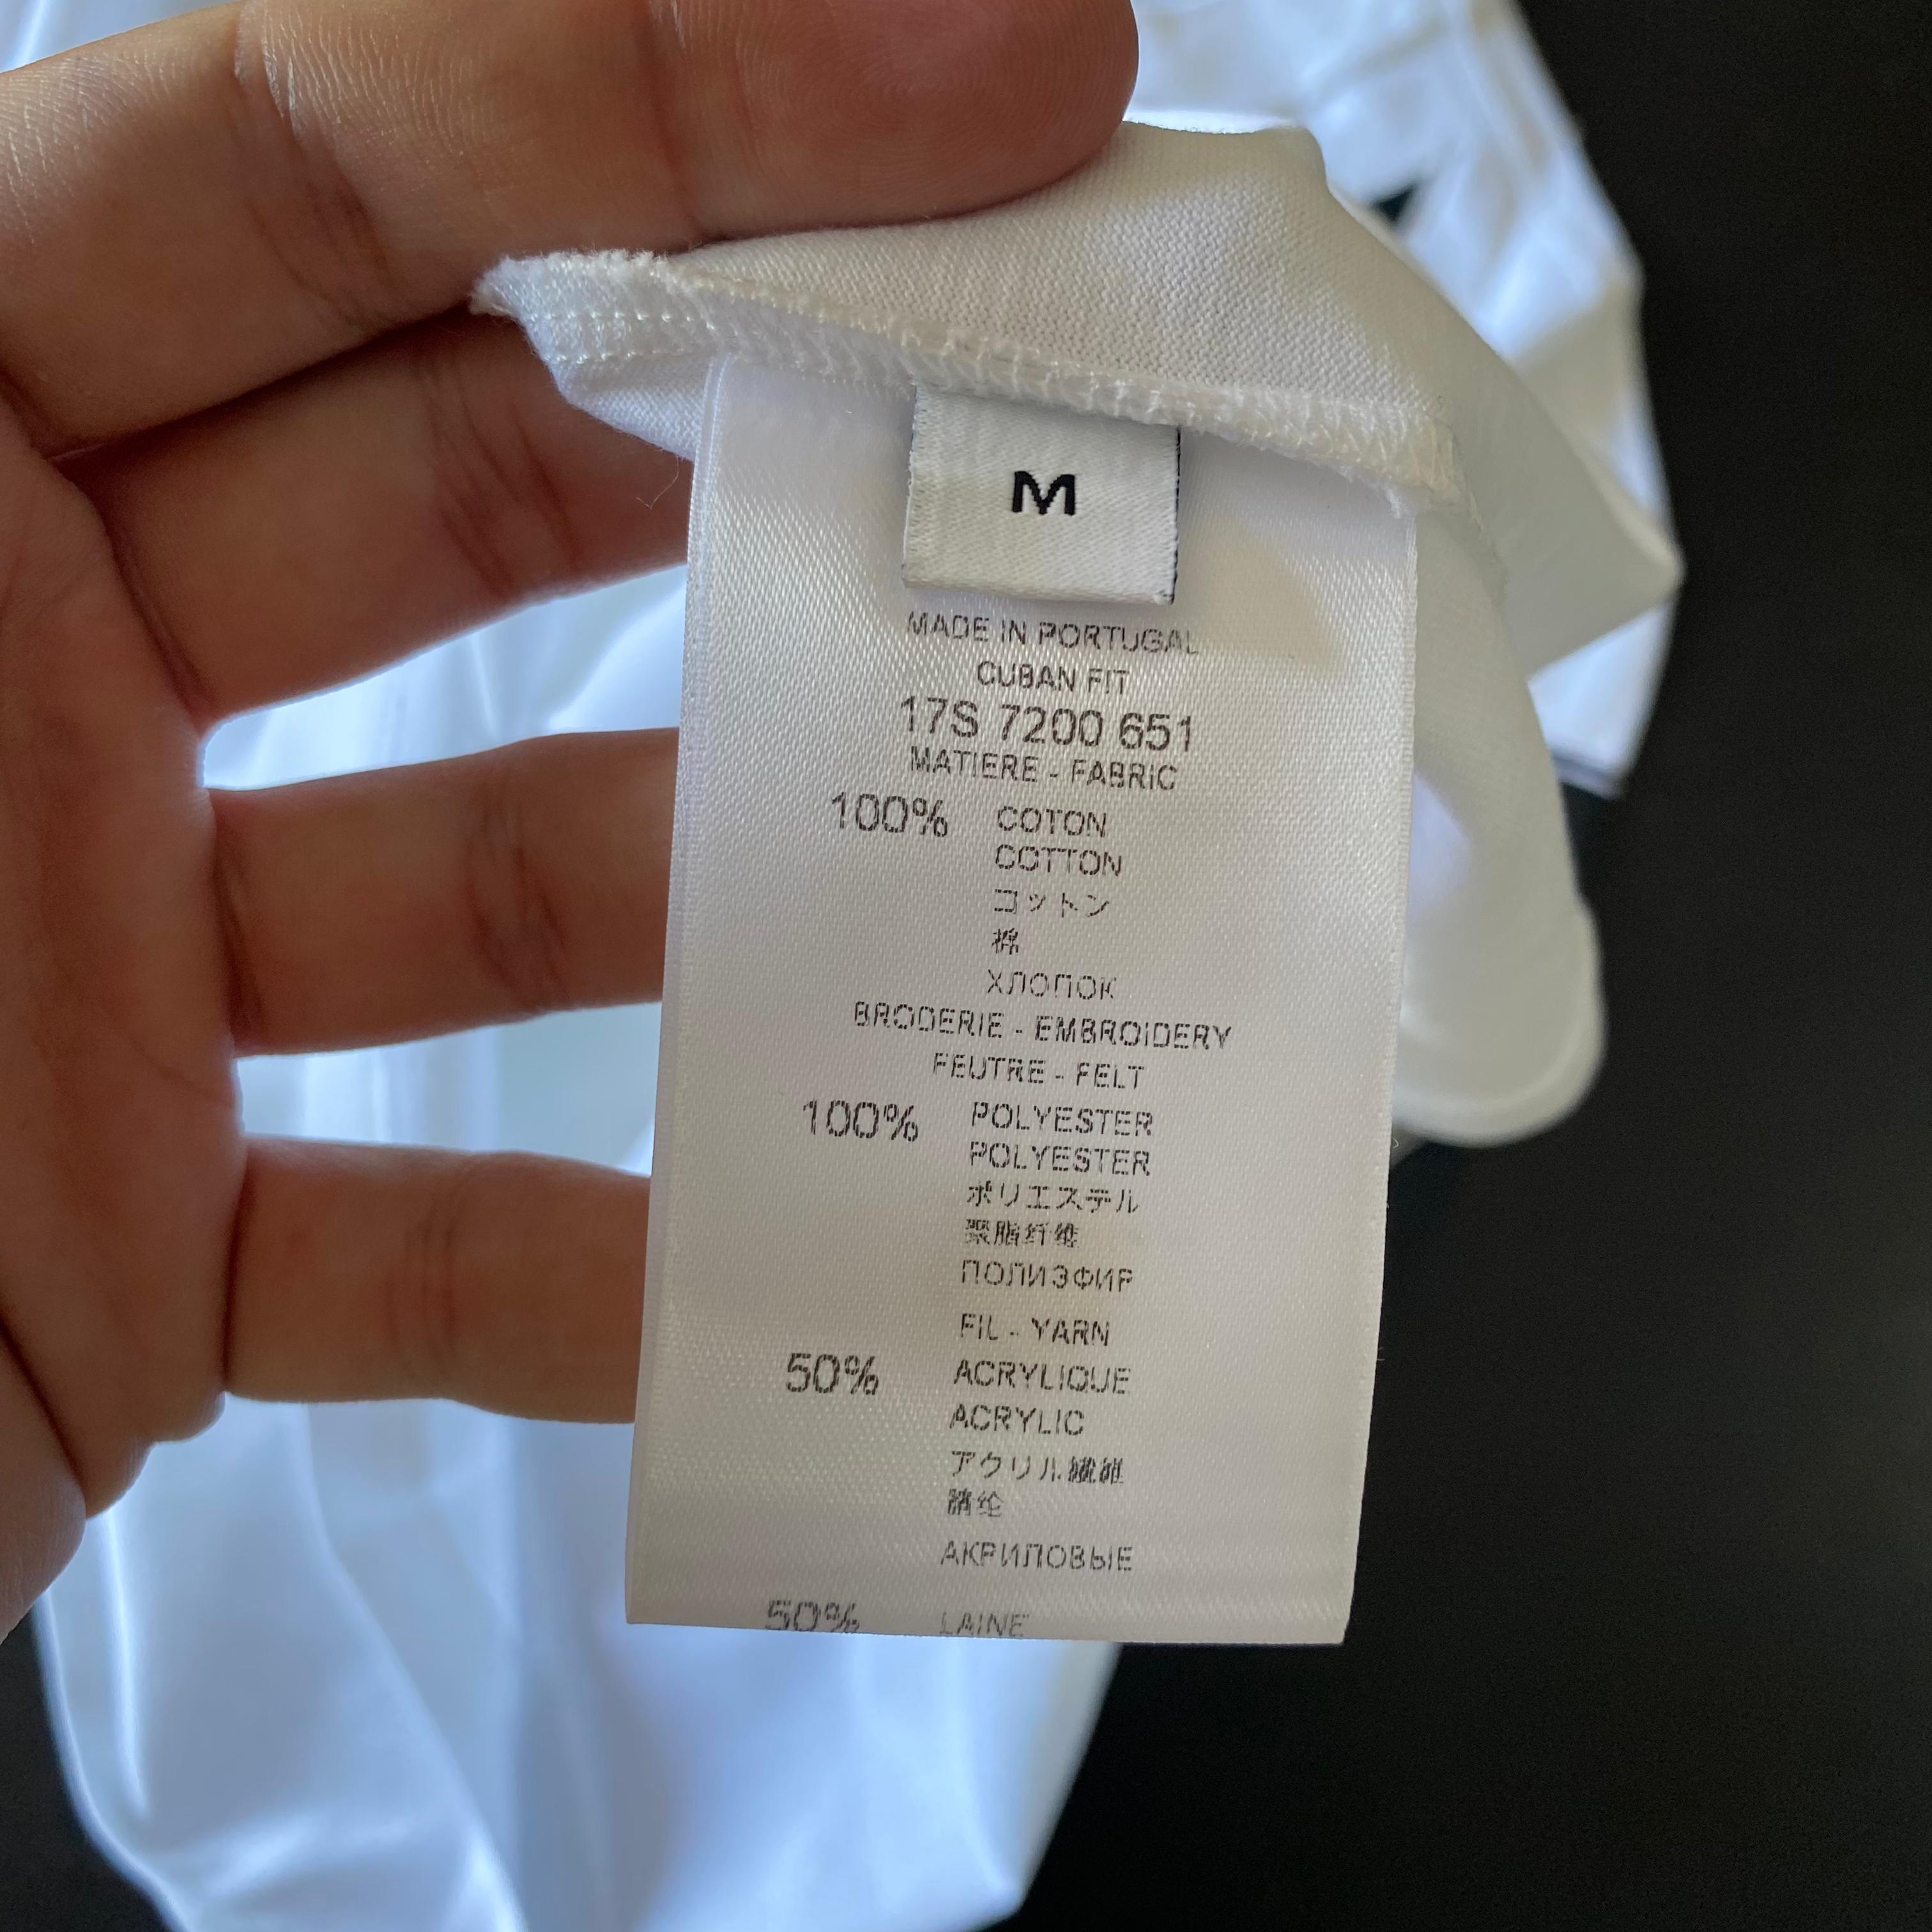 M
MADE IN PORTUGAL
CUBAN FIT
17S 7200 651
MATIERE - FABRIC
100% COTON
COTTON
コットン
棉
ХЛОПОК
BRODERIE - EMBROIDERY
FEUTRE - FELT
100% POLYESTER
POLYESTER
ポリエステル
聚脂纤维
ПОЛИЭФИР
FIL - YARN
50% ACRYLIQUE
ACRYLIC
アクリル繊維
腈纶
АКРИЛОВЫЕ
50% LAINE